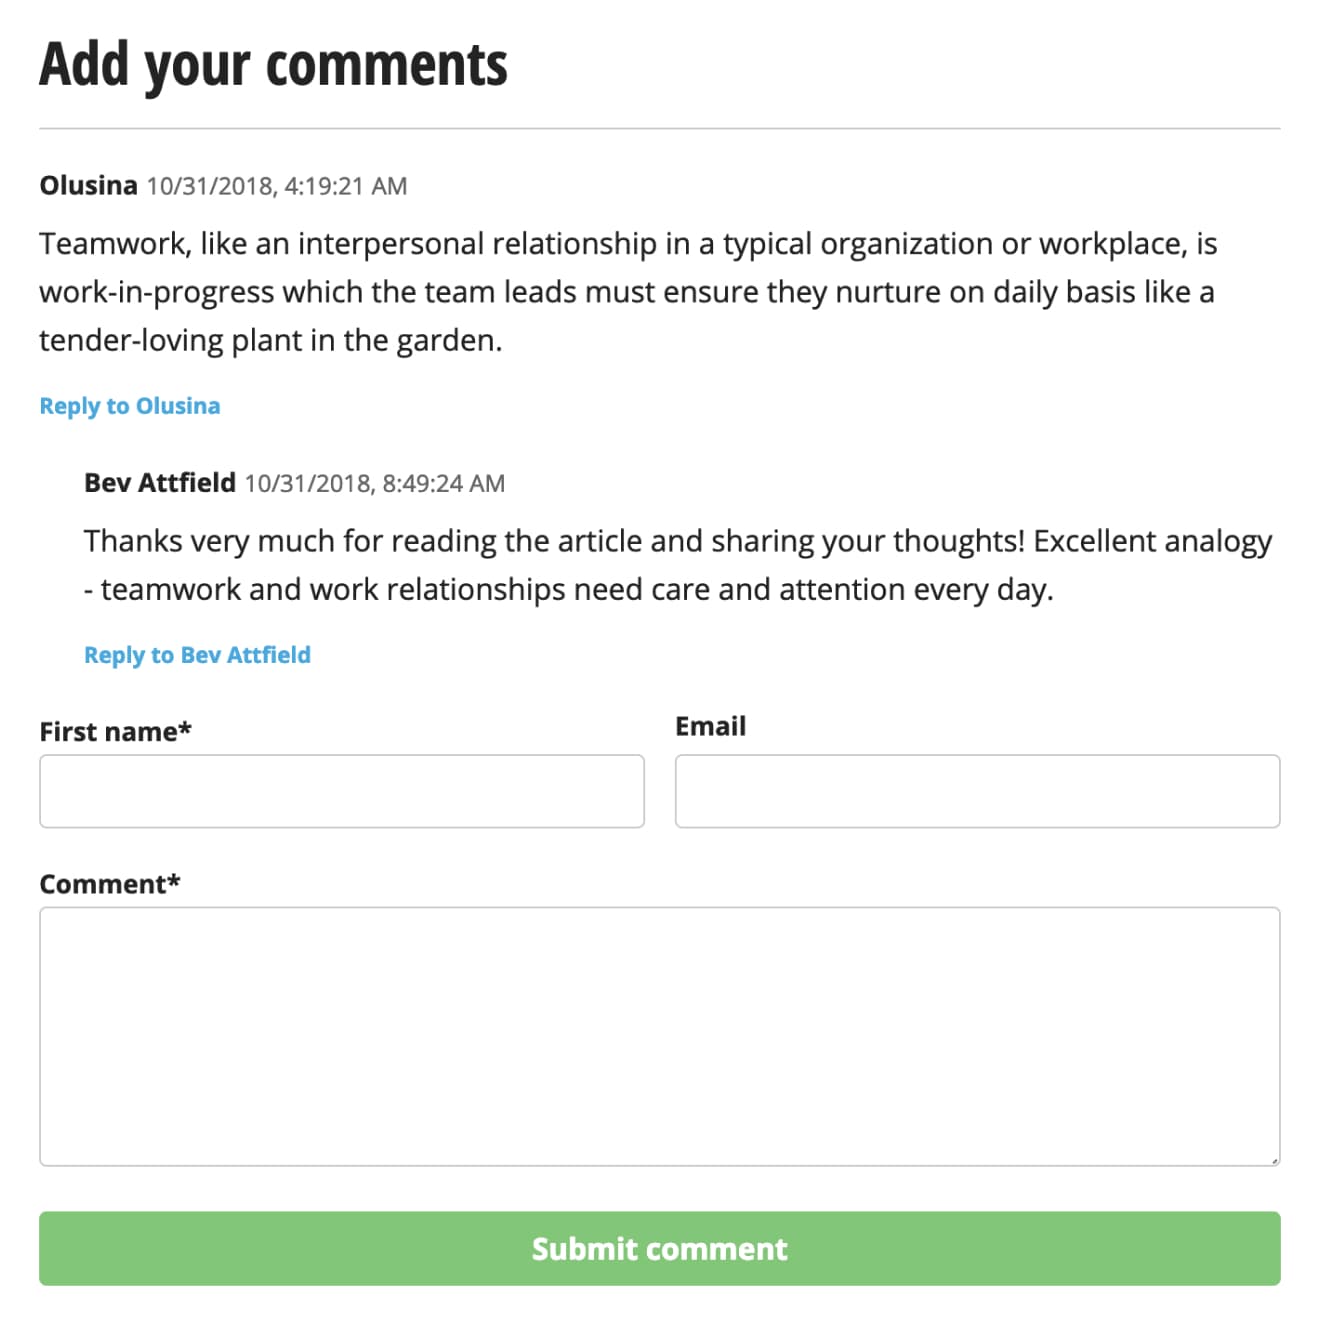 Add your comments
Olusina 10/31/2018, 4:19:21 AM
Teamwork, like an interpersonal relationship in a typical organization or workplace, is
work-in-progress which the team leads must ensure they nurture on daily basis like a
tender-loving plant in the garden.
Reply to Olusina
Bev Attfield 10/31/2018, 8:49:24 AM
Thanks very much for reading the article and sharing your thoughts! Excellent analogy
- teamwork and work relationships need care and attention every day.
Reply to Bev Attfield
First name*
Email
Comment*
Submit comment